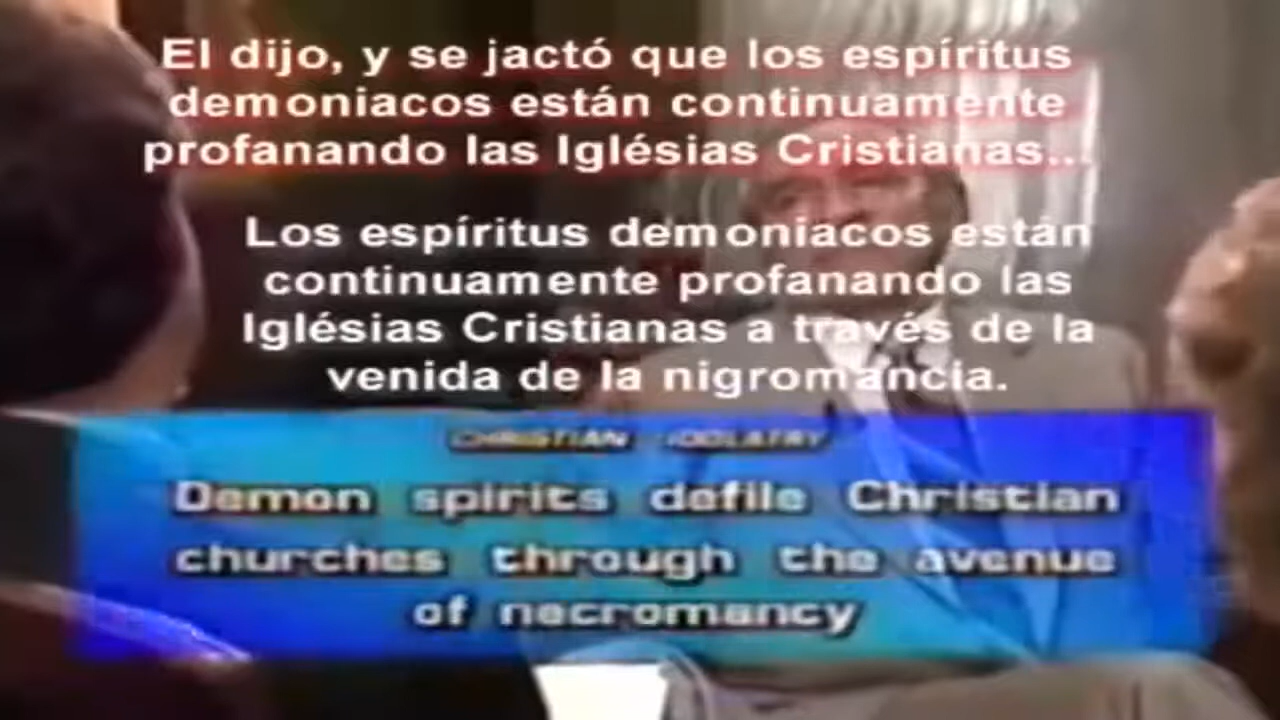 El dijo, y se jactó que los espíritus
demoniacos están continuamente
profanando las Iglésias Cristianas...
Los espíritus demoniacos están
continuamente profanando las
Iglésias Cristianas a través de la
venida de la nigromancia.
CHRISTIAN IDOLATRY
Demon spirits defile Christian
churches through the avenue
of necromancy